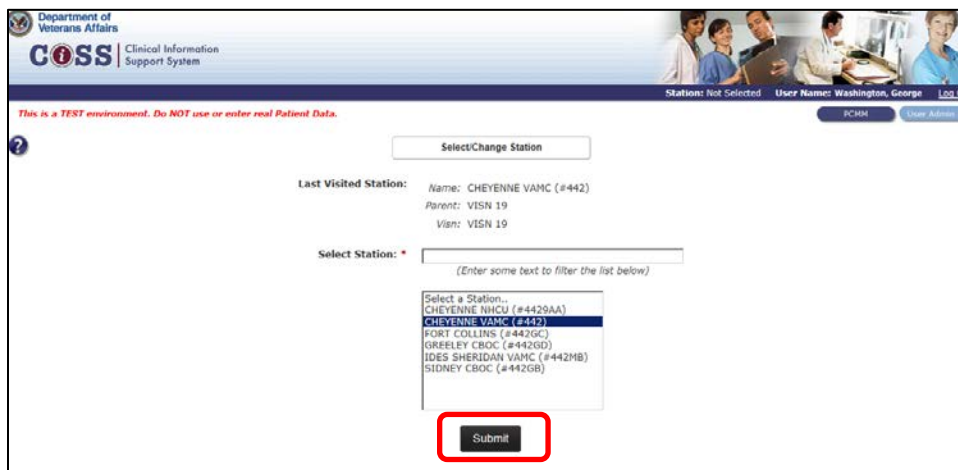 Department of
Veterans Affairs
CISS Clinical Information
Support System
Station: Not Selected User Name: Washington, George Log
This is a TEST environment. Do NOT use or enter real Patient Data.
PCMM User Admin
?
Select/Change Station
Last Visited Station: Name: CHEYENNE VAMC (#442)
Parent: VISN 19
Visn: VISN 19
Select Station: *
(Enter some text to filter the list below)
Select a Station..
CHEYENNE NHCU (#4429AA)
CHEYENNE VAMC (#442)
FORT COLLINS (#442GC)
GREELEY CBOC (#442GD)
IDES SHERIDAN VAMC (#442MB)
SIDNEY CBOC (#442GB)
Submit